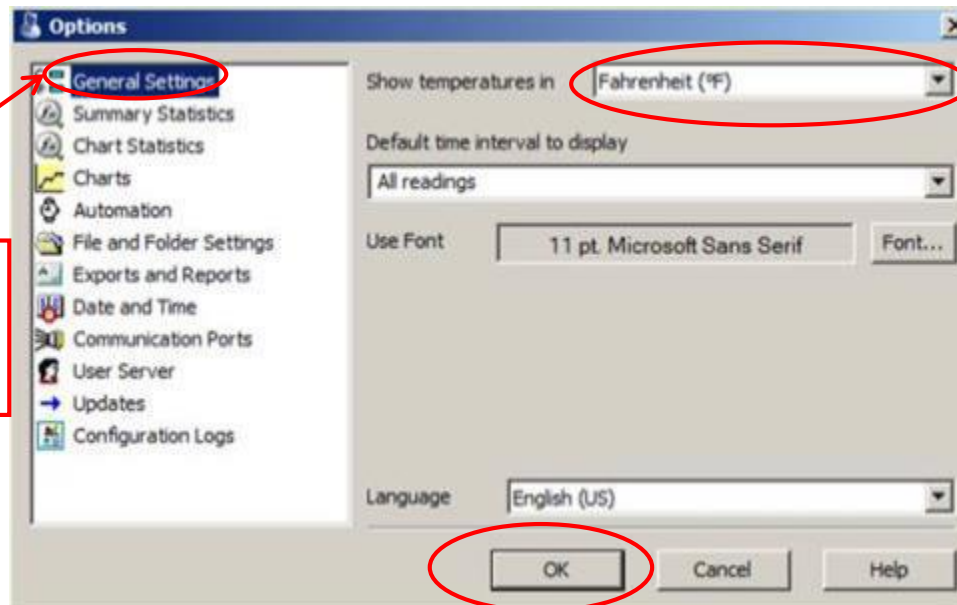 Options
General Settings
Summary Statistics
Chart Statistics
Charts
Automation
File and Folder Settings
Exports and Reports
Date and Time
Communication Ports
User Server
Updates
Configuration Logs
Show temperatures in Fahrenheit (°F)
Default time interval to display
All readings
Use Font 11 pt. Microsoft Sans Serif Font...
Language English (US)
OK Cancel Help